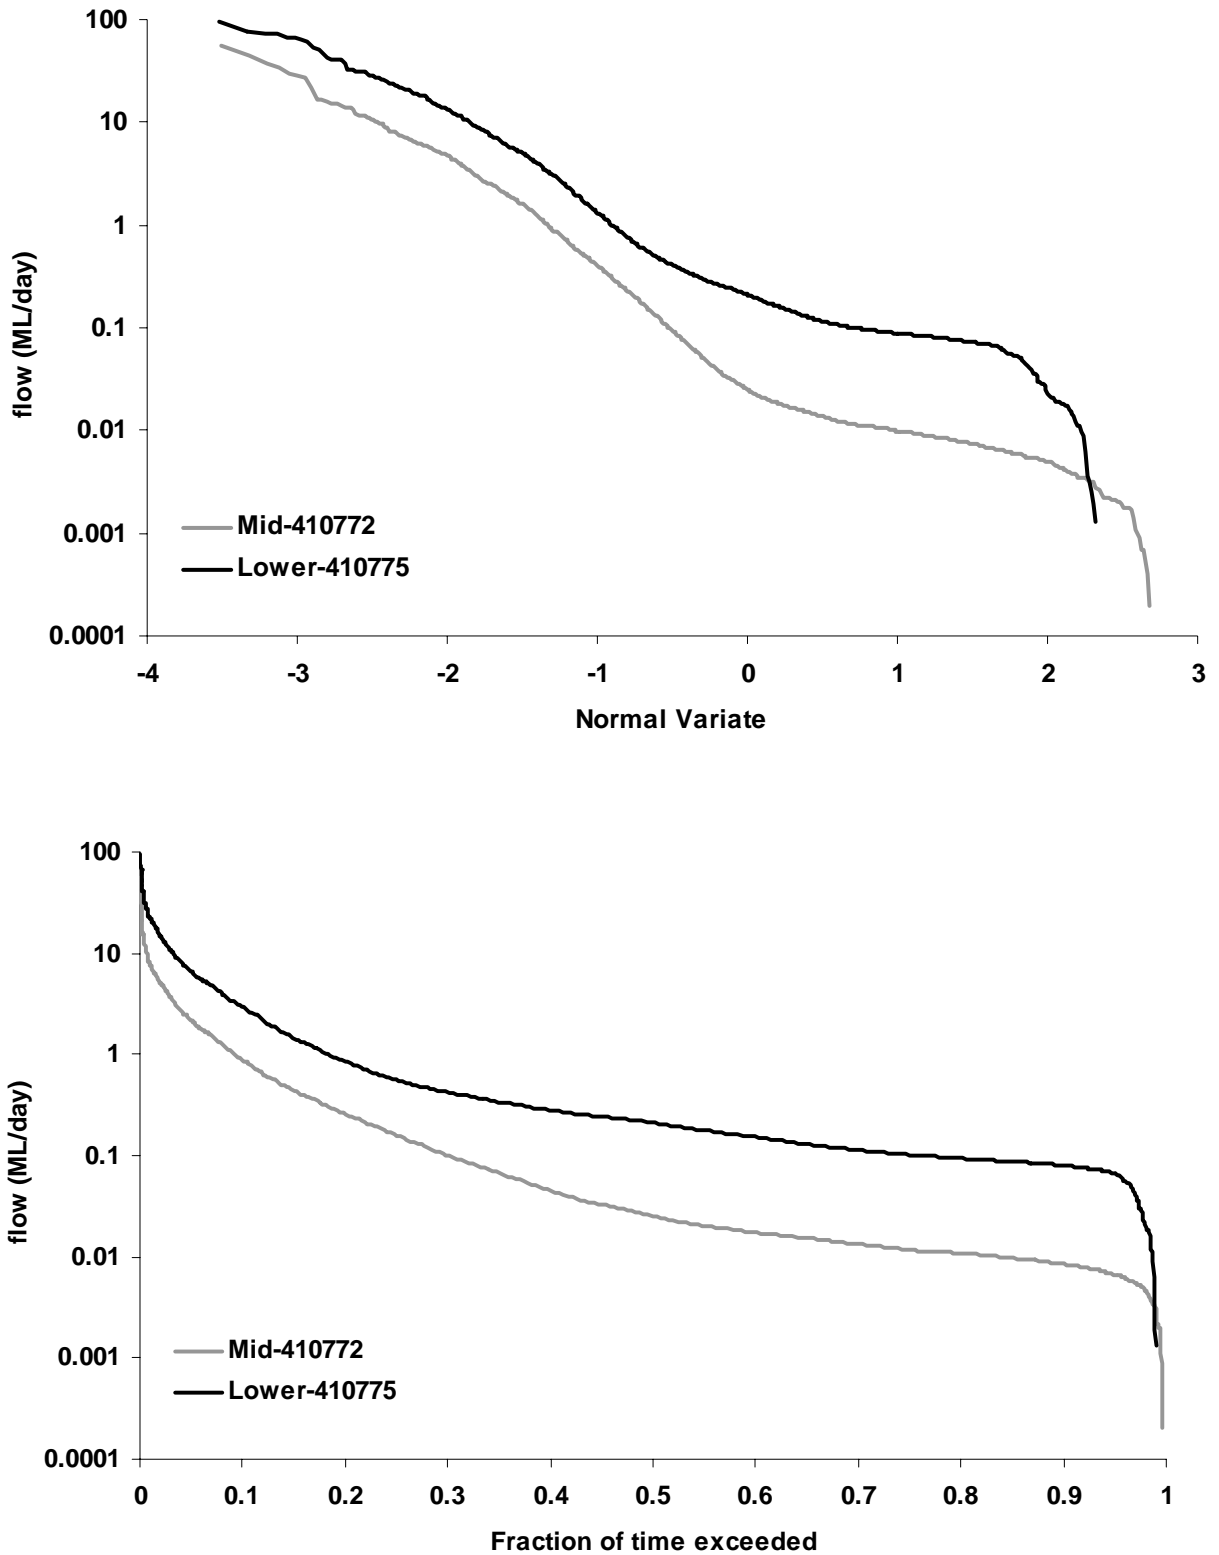 100
10
1
0.1
0.01
0.001
0.0001
flow (ML/day)
Mid-410772
Lower-410775
-4 -3 -2 -1 0 1 2 3
Normal Variate
100
10
1
0.1
0.01
0.001
0.0001
flow (ML/day)
Mid-410772
Lower-410775
0 0.1 0.2 0.3 0.4 0.5 0.6 0.7 0.8 0.9 1
Fraction of time exceeded